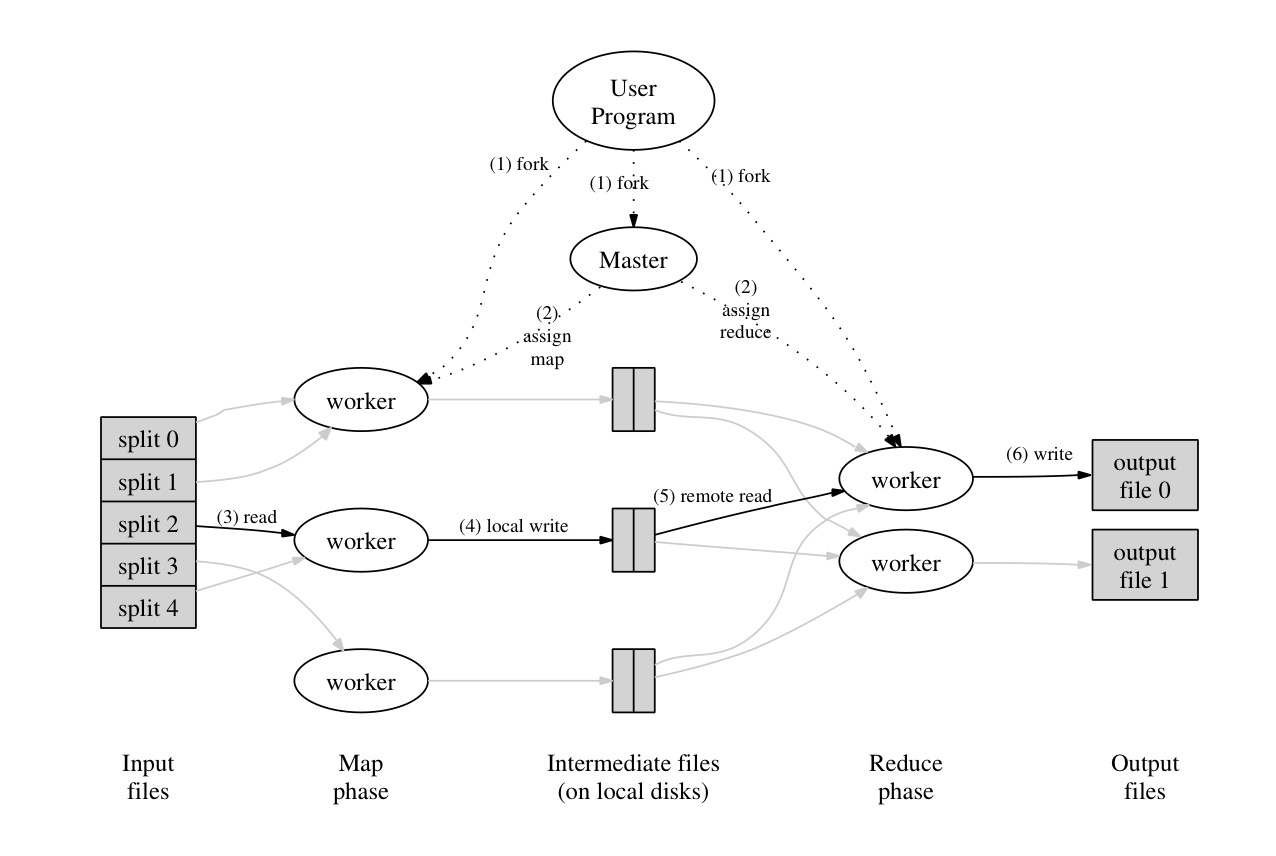 User
Program
(1) fork
(1) fork
(1) fork
Master
(2)
assign
map
(2)
assign
reduce
worker
split 0
split 1
split 2
split 3
split 4
(3) read
worker
(4) local write
worker
(5) remote read
worker
worker
(6) write
output
file 0
output
file 1
Input
files
Map
phase
Intermediate files
(on local disks)
Reduce
phase
Output
files